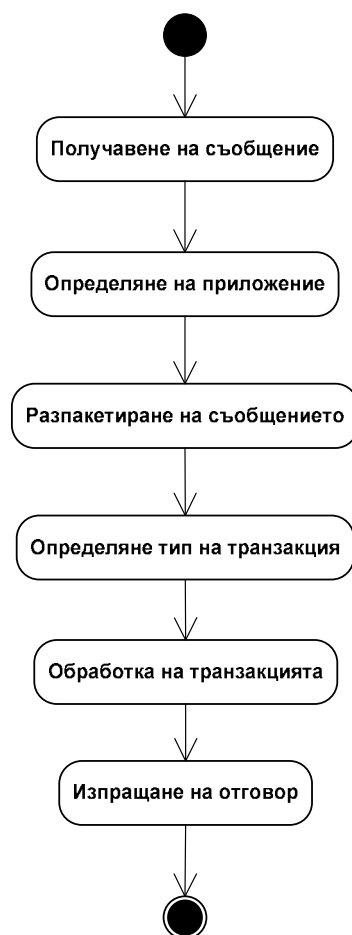 Получавене на съобщение
Определяне на приложение
Разпакетиране на съобщението
Определяне тип на транзакция
Обработка на транзакцията
Изпращане на отговор